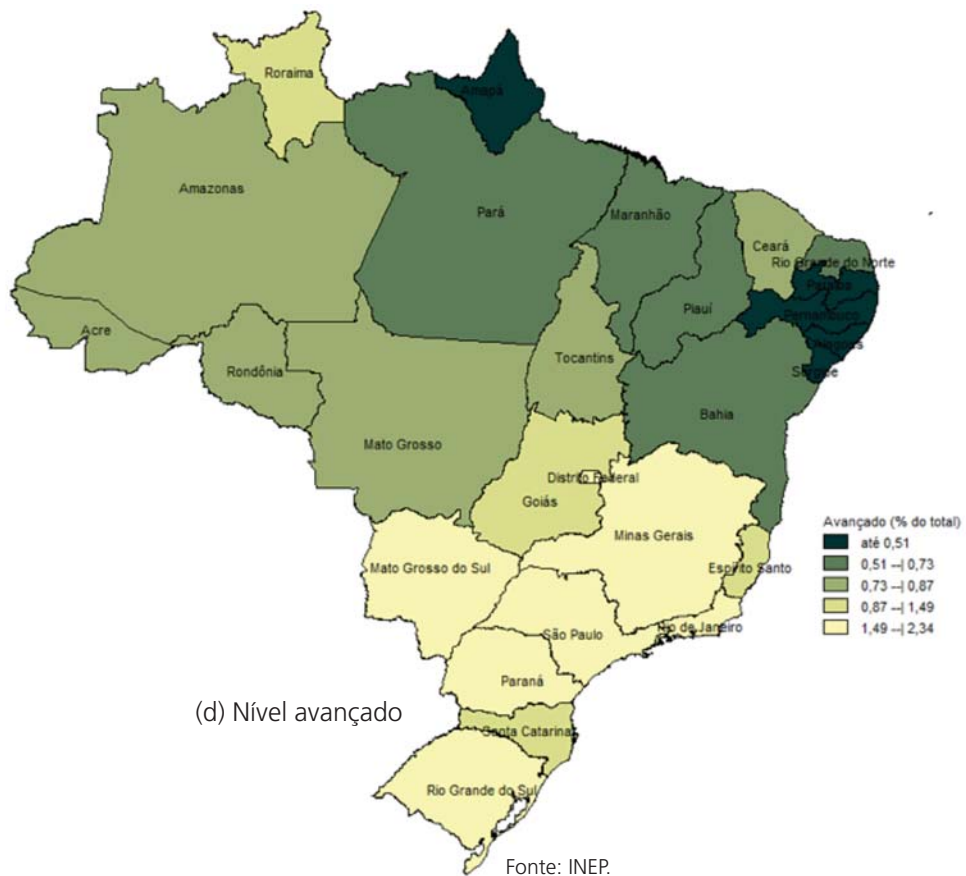 Roraima
Amapá
Amazonas
Pará
Maranhão
Ceará
Rio Grande do Norte
Paraíba
Piauí
Pernambuco
Acre
Alagoas
Tocantins
Rondônia
Sergipe
Bahia
Mato Grosso
Distrito Federal
Goiás
Avançado (% do total)
até 0,51
0,51 --| 0,73
0,73 --| 0,87
0,87 --| 1,49
1,49 --| 2,34
Minas Gerais
Mato Grosso do Sul
Espírito Santo
São Paulo
Rio de Janeiro
Paraná
(d) Nível avançado
Santa Catarina
Rio Grande do Sul
Fonte: INEP.